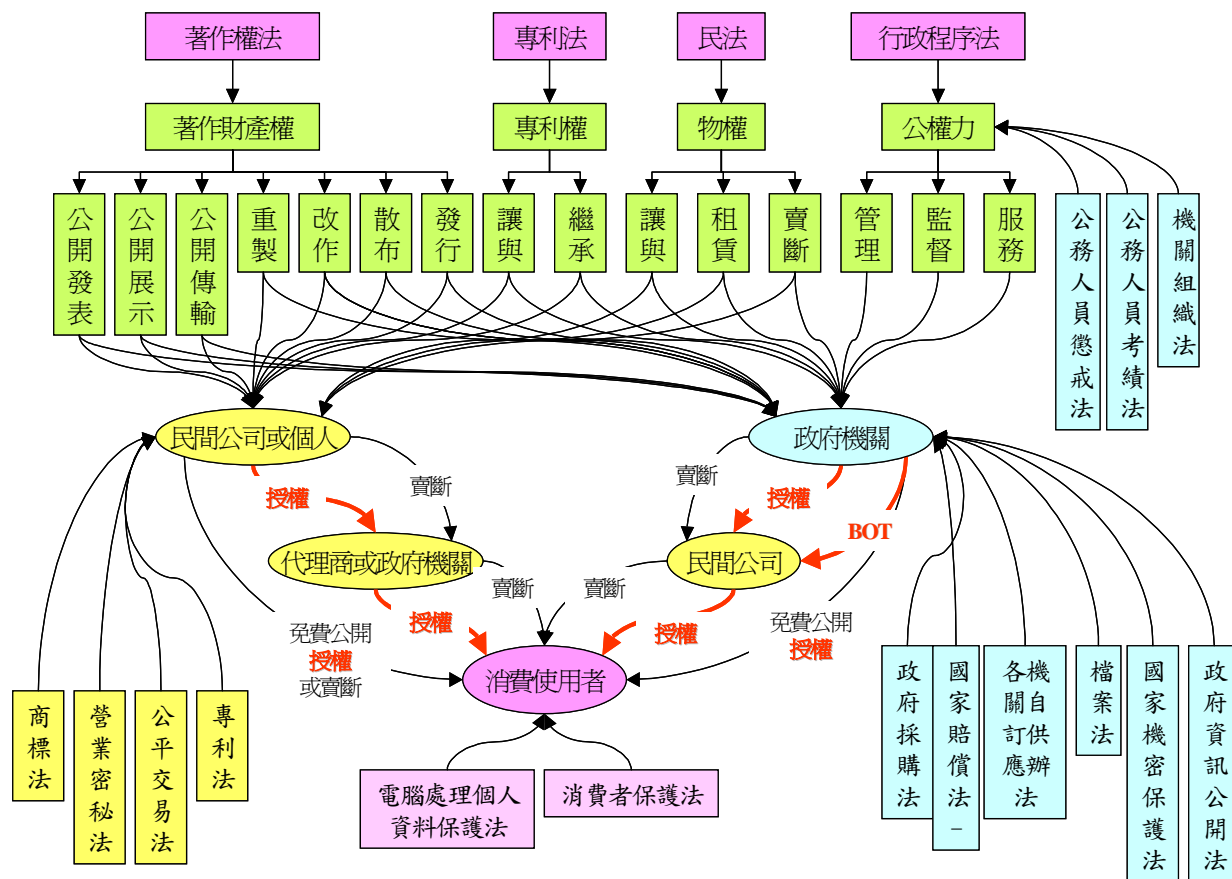 著作權法
專利法
民法
行政程序法
著作財產權
專利權
物權
公權力
公開發表
公開展示
公開傳輸
重製
改作
散布
發行
讓與
繼承
讓與
租賃
賣斷
管理
監督
服務
公務人員懲戒法
公務人員考績法
機關組織法
民間公司或個人
政府機關
授權
賣斷
賣斷
授權
BOT
代理商或政府機關
民間公司
賣斷
賣斷
授權
授權
免費公開
授權
或賣斷
免費公開
授權
消費使用者
商標法
營業密秘法
公平交易法
專利法
電腦處理個人
資料保護法
消費者保護法
政府採購法
國家賠償法–
各機
關自
訂供
應辦
法
檔案法
國家機密保護法
政府資訊公開法